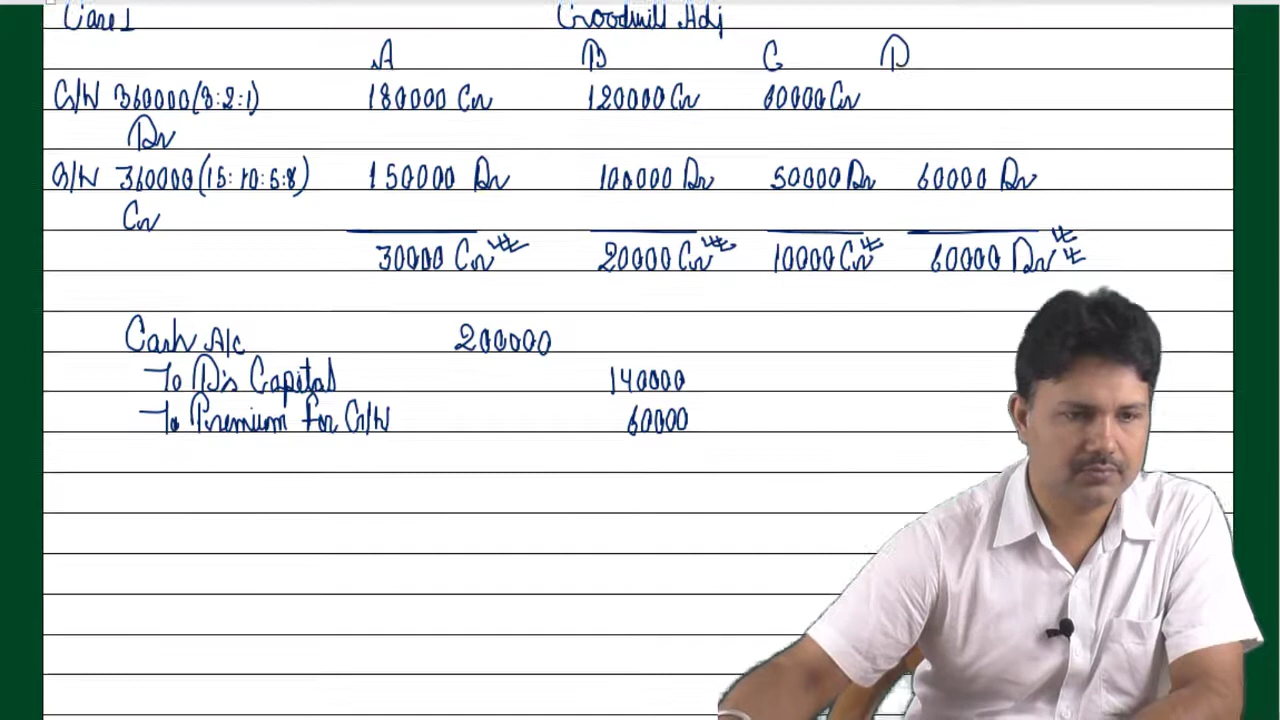 Case 1 Goodwill Adj
A B C D
G/W 360000 (3:2:1) 180000 Cr 120000 Cr 60000 Cr
Dr
G/W 360000 (15:10:5:6) 150000 Dr 100000 Dr 50000 Dr 60000 Dr
Cr
30000 Cr 20000 Cr 10000 Cr 60000 Dr
Cash A/c 200000
To D's Capital 140000
To Premium for G/W 60000